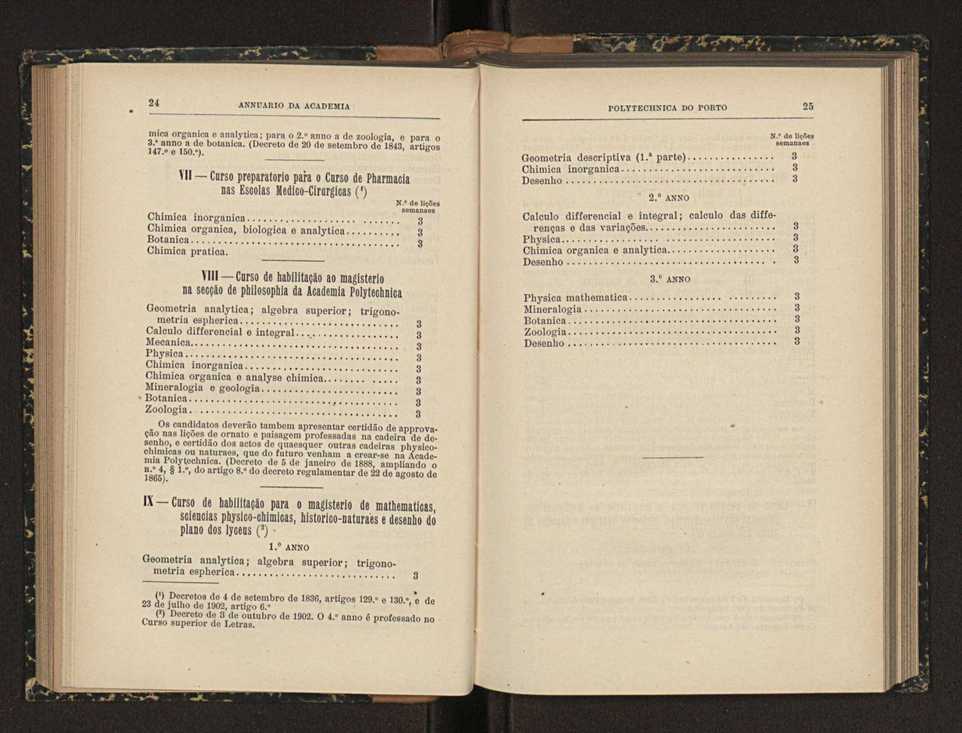 24 ANNUARIO DA ACADEMIA
mica organica e analytica; para o 2.º anno a de zoologia, e para o
3.º anno a de botanica. (Decreto de 20 de setembro de 1843, artigos
147.º e 150.º).
VII — Curso preparatorio para o Curso de Pharmacia
nas Escolas Medico-Cirurgicas (¹)
N.º de lições
semanaes
Chimica inorganica........................ 3
Chimica organica, biologica e analytica.......... 3
Botanica.................................... 3
Chimica pratica.
VIII — Curso de habilitação ao magisterio
na secção de philosophia da Academia Polytechnica
Geometria analytica; algebra superior; trigono-
metria espherica........................... 3
Calculo differencial e integral................... 3
Mecanica.................................... 3
Physica..................................... 3
Chimica inorganica........................... 3
Chimica organica e analyse chimica............. 3
Mineralogia e geologia........................ 3
Botanica.................................... 3
Zoologia.................................... 3
Os candidatos deverão tambem apresentar certidão de approva-
ção nas lições de ornato e paisagem professadas na cadeira de de-
senho, e certidão dos actos de quaesquer outras cadeiras physico-
chimicas ou naturaes, que do futuro venham a crear-se na Acade-
mia Polytechnica. (Decreto de 5 de janeiro de 1888, ampliando o
n.º 4, § 1.º, do artigo 8.º do decreto regulamentar de 22 de agosto de
1865).
IX — Curso de habilitação para o magisterio de mathematicas,
sciencias physico-chimicas, historico-naturaes e desenho do
plano dos lyceus (²)
1.º ANNO
Geometria analytica; algebra superior; trigono-
metria espherica........................... 3
(¹) Decretos de 4 de setembro de 1836, artigos 129.º e 130.º, e de
23 de julho de 1902, artigo 6.º
(²) Decreto de 3 de outubro de 1902. O 4.º anno é professado no
Curso superior de Letras.
POLYTECHNICA DO PORTO 25
N.º de lições
semanaes
Geometria descriptiva (1.ª parte)............... 3
Chimica inorganica........................... 3
Desenho.................................... 3
2.º ANNO
Calculo differencial e integral; calculo das diffe-
renças e das variações...................... 3
Physica..................................... 3
Chimica organica e analytica.................. 3
Desenho.................................... 3
3.º ANNO
Physica mathematica......................... 3
Mineralogia................................. 3
Botanica.................................... 3
Zoologia.................................... 3
Desenho.................................... 3